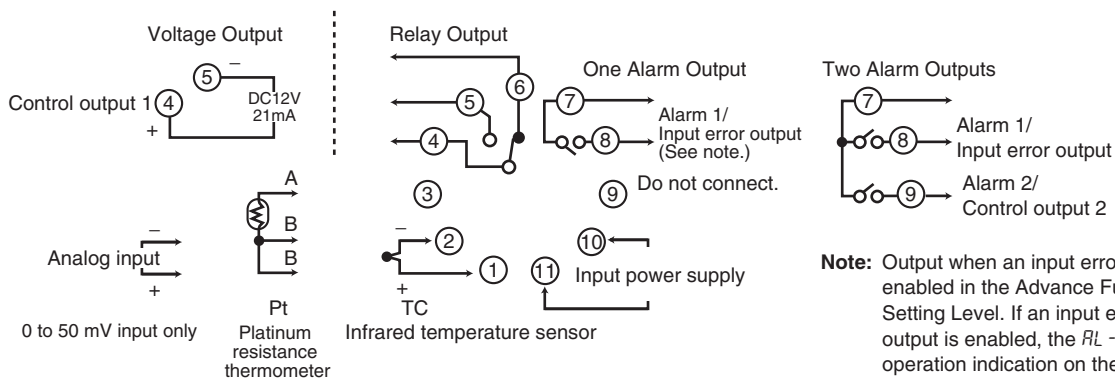 Voltage Output
Relay Output
One Alarm Output
Two Alarm Outputs
Control output 1
4
5
−
+
DC12V
21mA
6
5
4
7
8
Alarm 1/
Input error output
(See note.)
7
8
Alarm 1/
Input error output
9
Alarm 2/
Control output 2
3
9
Do not connect.
Analog input
−
+
0 to 50 mV input only
A
B
B
Pt
Platinum
resistance
thermometer
−
+
2
1
TC
Infrared temperature sensor
10
11
Input power supply
Note: Output when an input erro
enabled in the Advance Fu
Setting Level. If an input e
output is enabled, the AL -
operation indication on the